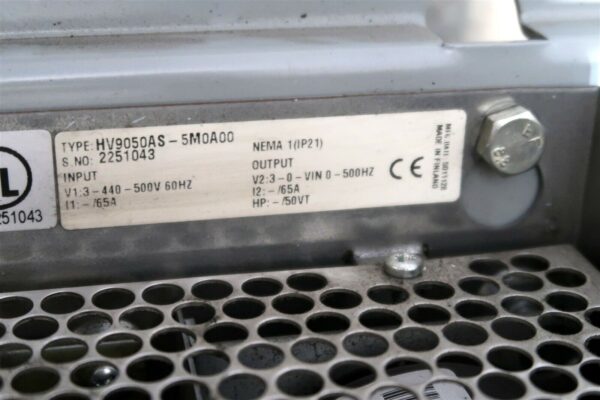 L
251043
TYPE: HV9050AS-5M0A00
S.NO: 2251043
INPUT
V1:3-440-500V 60HZ
I1: -/65A
NEMA 1(IP21)
OUTPUT
V2:3-0-VIN 0-500HZ
I2: -/65A
HP: -/50VT
CE
MADE IN FINLAND